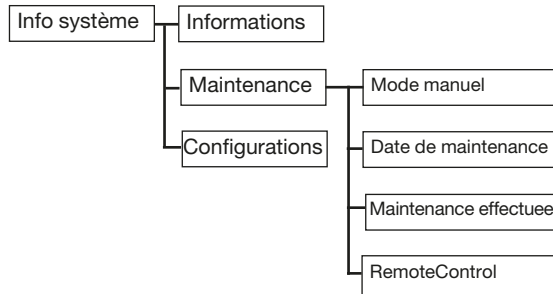 Info système
Informations
Maintenance
Mode manuel
Configurations
Date de maintenance
Maintenance effectuee
RemoteControl